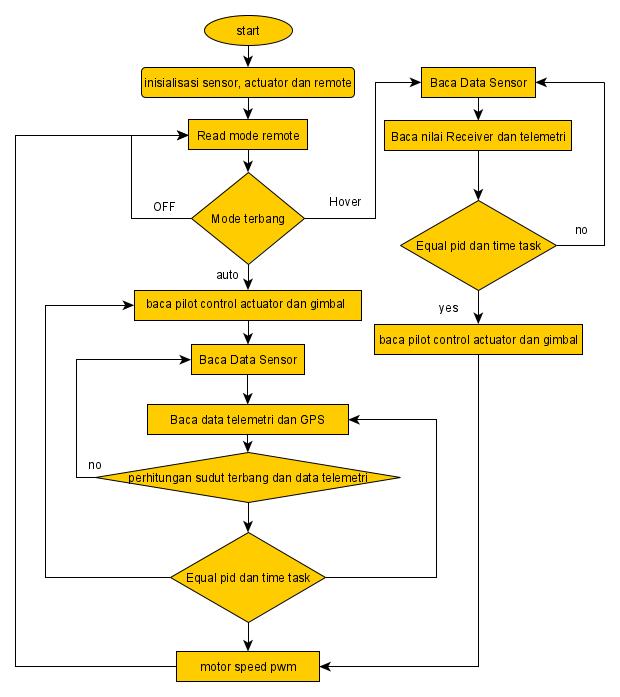 start
inisialisasi sensor, actuator dan remote
Read mode remote
Mode terbang
OFF
Hover
auto
baca pilot control actuator dan gimbal
Baca Data Sensor
Baca data telemetri dan GPS
no
perhitungan sudut terbang dan data telemetri
Equal pid dan time task
motor speed pwm
Baca Data Sensor
Baca nilai Receiver dan telemetri
Equal pid dan time task
no
yes
baca pilot control actuator dan gimbal